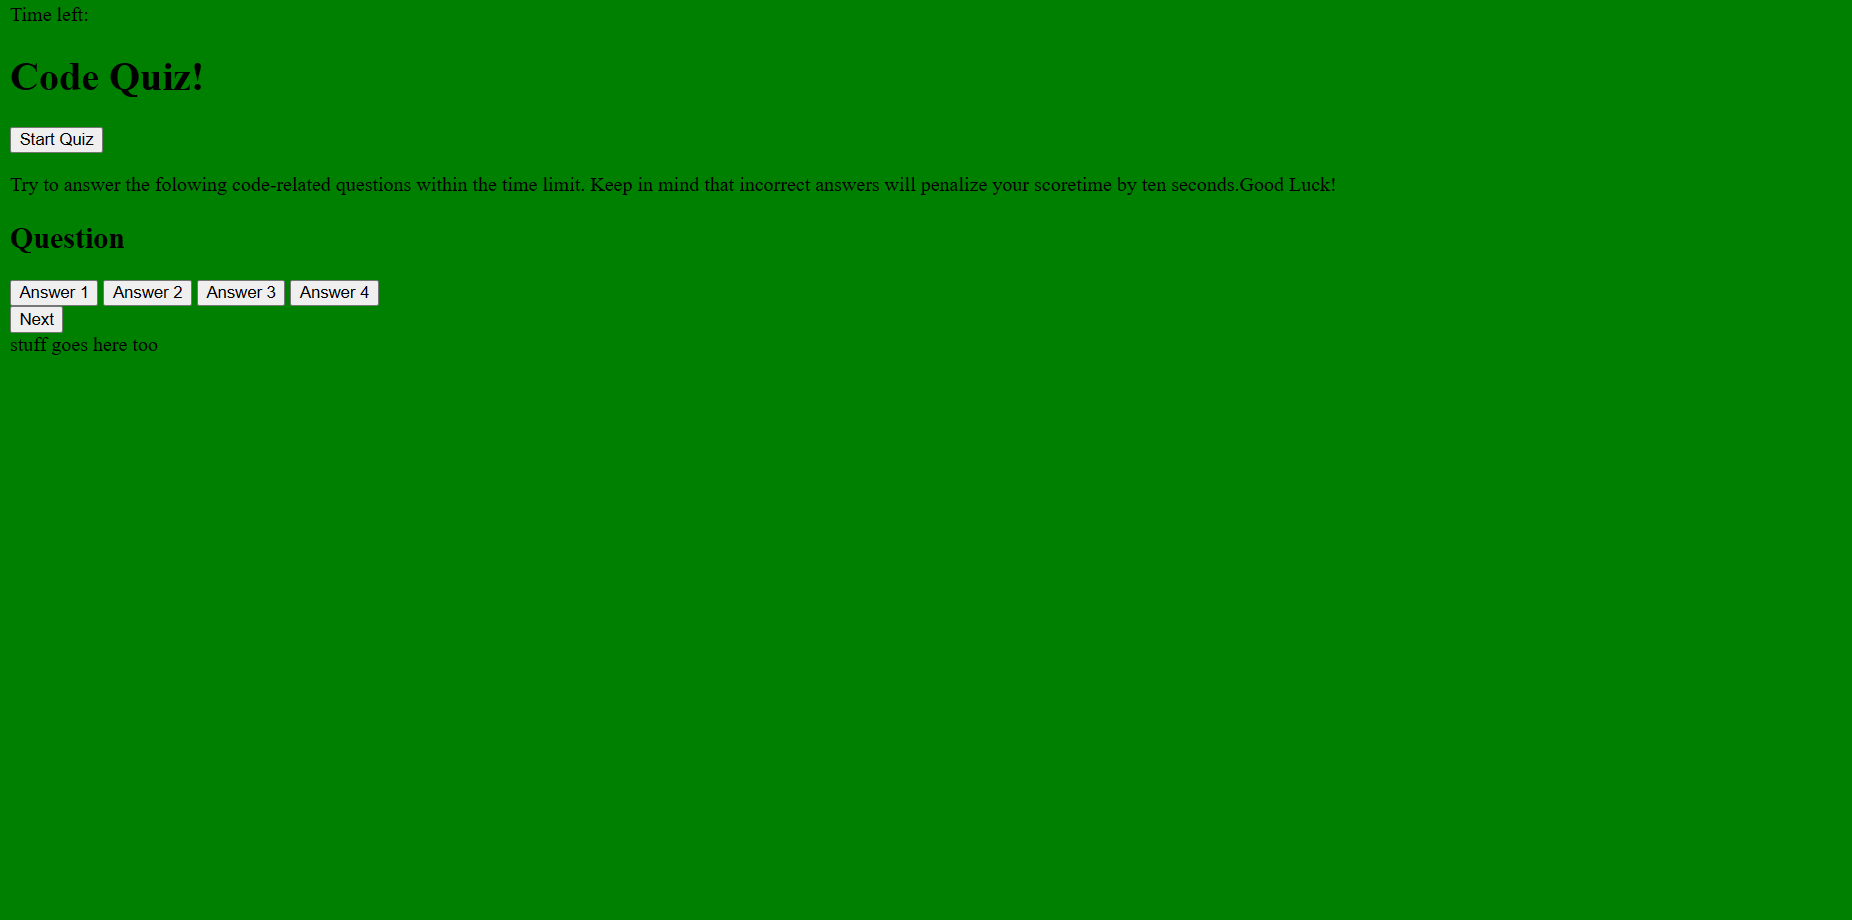 Time left:
Code Quiz!
Start Quiz
Try to answer the folowing code-related questions within the time limit. Keep in mind that incorrect answers will penalize your scoretime by ten seconds.Good Luck!
Question
Answer 1 Answer 2 Answer 3 Answer 4
Next
stuff goes here too